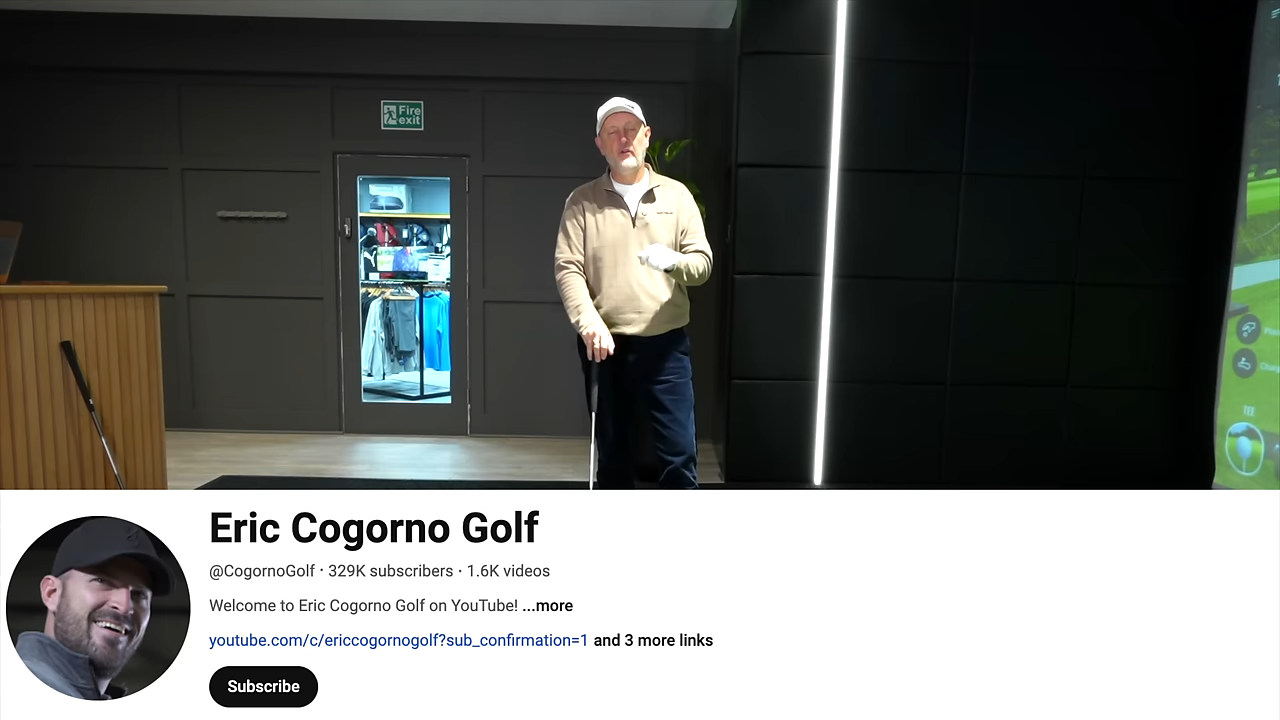 Fire
exit
TEE
Eric Cogorno Golf
@CogornoGolf · 329K subscribers · 1.6K videos
Welcome to Eric Cogorno Golf on YouTube! ...more
youtube.com/c/ericcogornogolf?sub_confirmation=1 and 3 more links
Subscribe